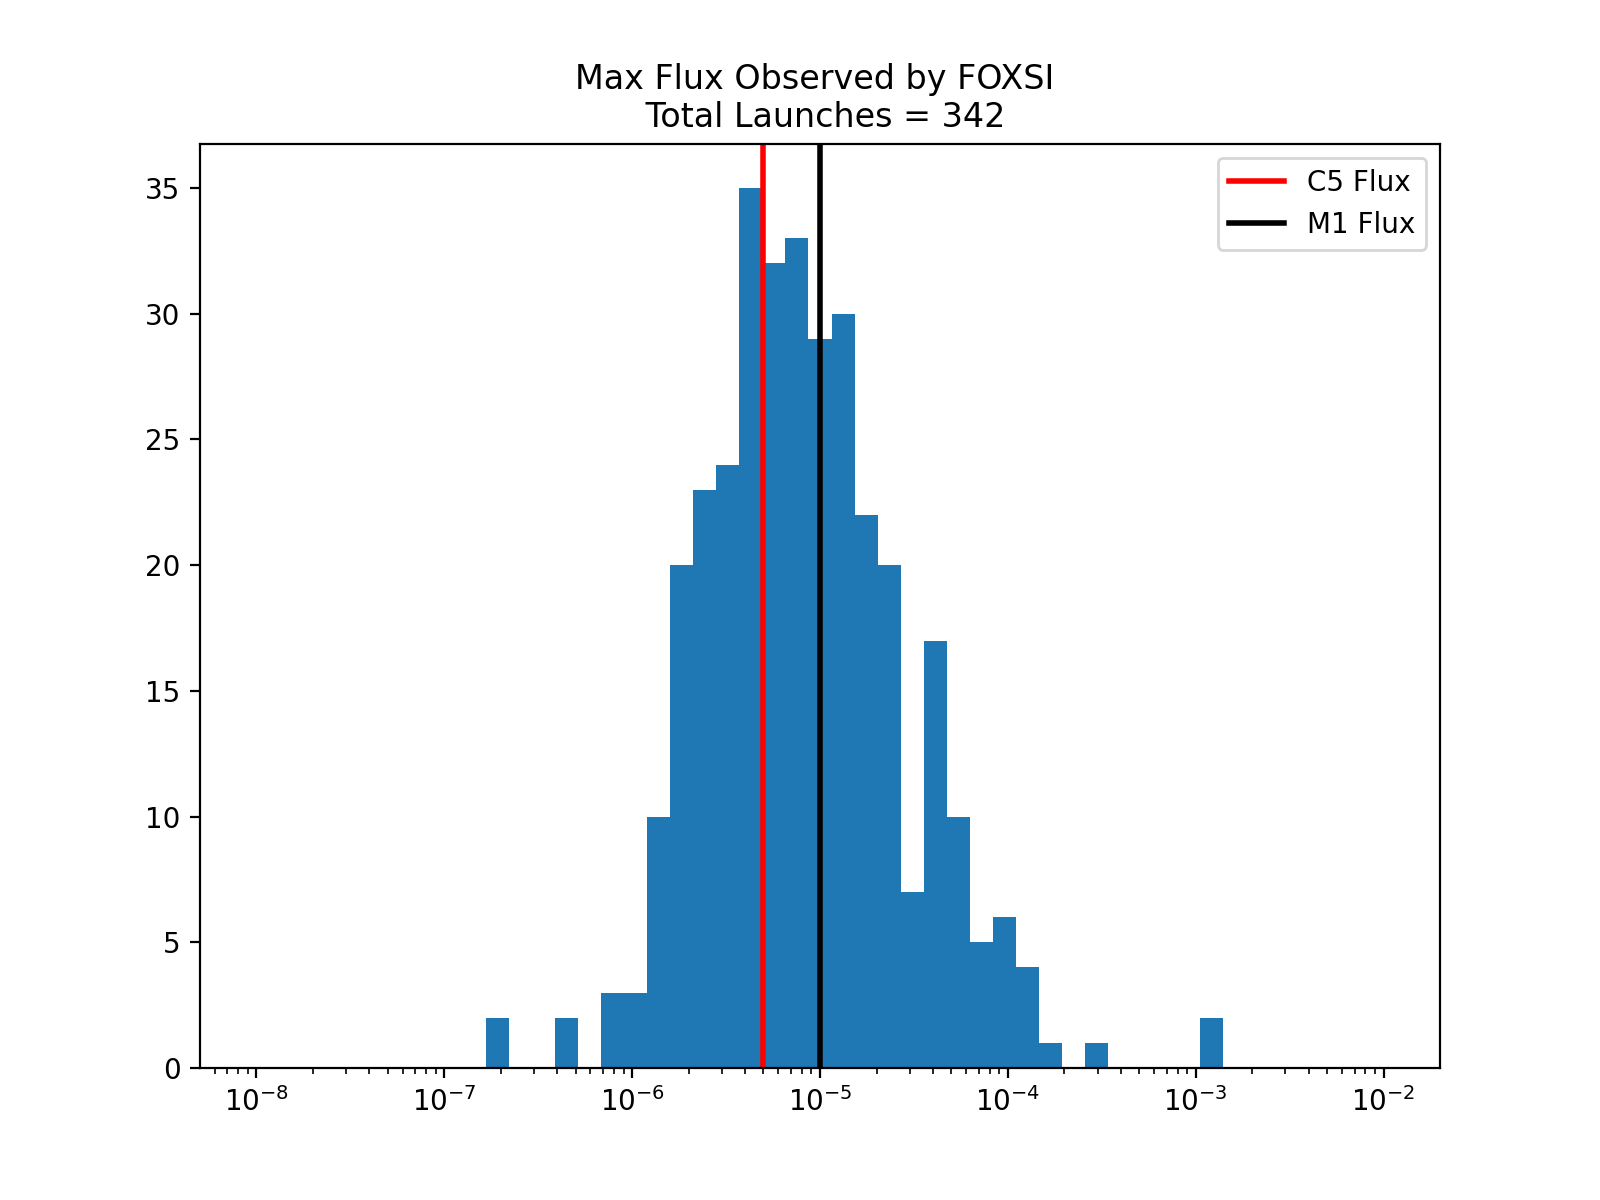 Max Flux Observed by FOXSI
Total Launches = 342
C5 Flux
M1 Flux
35
30
25
20
15
10
5
0
10⁻⁸ 10⁻⁷ 10⁻⁶ 10⁻⁵ 10⁻⁴ 10⁻³ 10⁻²